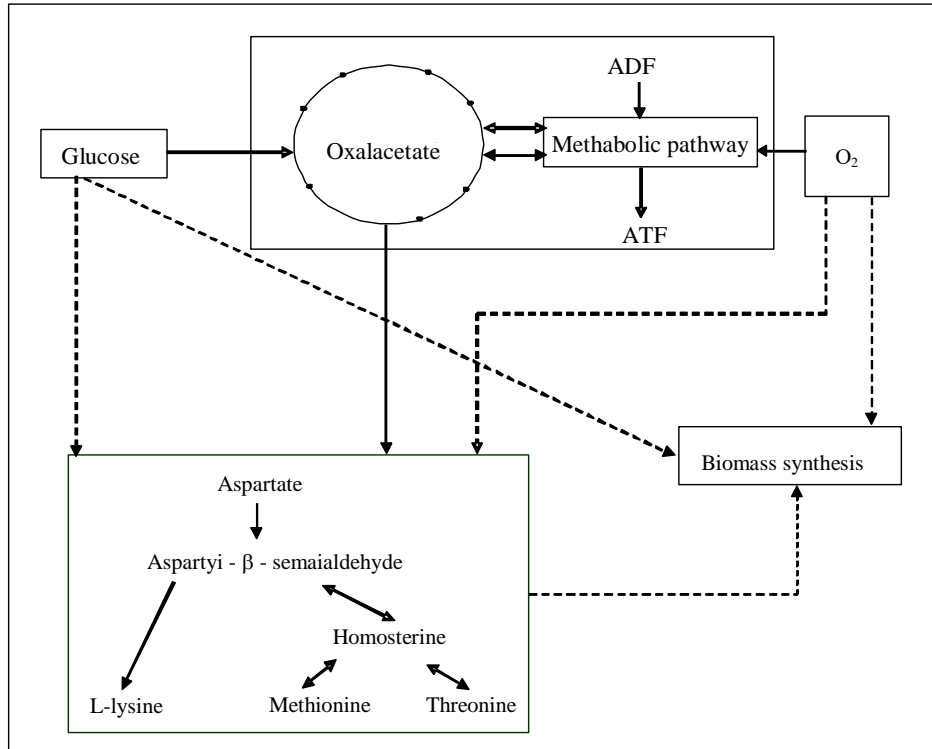 ADF
Glucose
Oxalacetate
Methabolic pathway
O₂
ATF
Biomass synthesis
Aspartate
Aspartyi - β - semaialdehyde
Homosterine
L-lysine
Methionine
Threonine